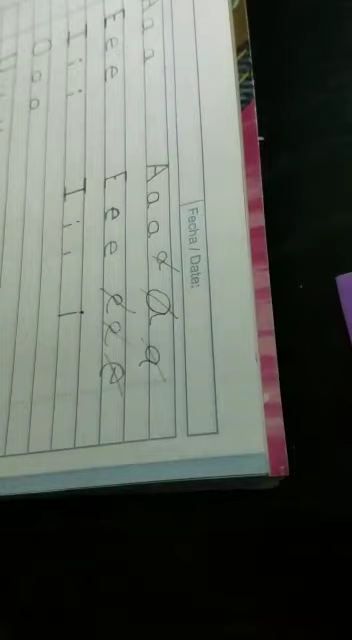 Fecha / Date:
A a a A a a a a a
E e e E e e e e e
I i i I i i i
O o o